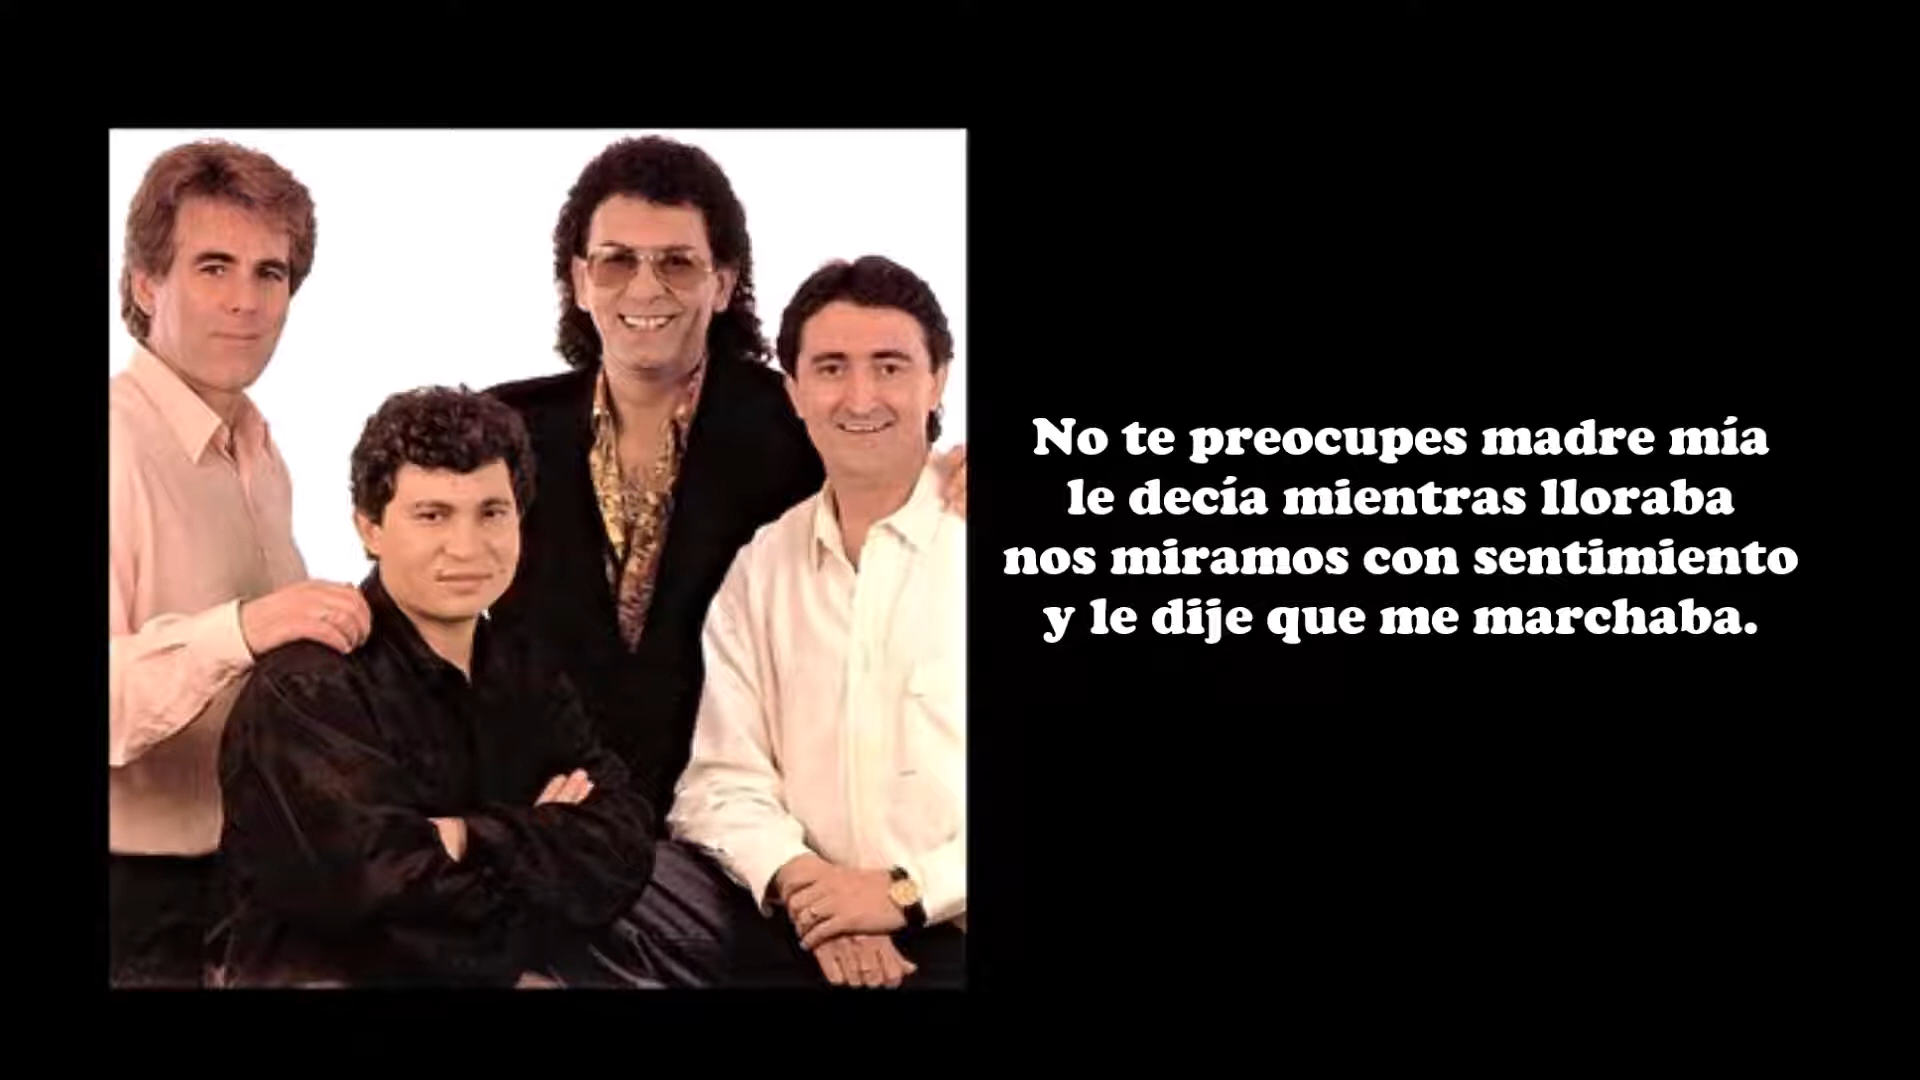 No te preocupes madre mía
le decía mientras lloraba
nos miramos con sentimiento
y le dije que me marchaba.